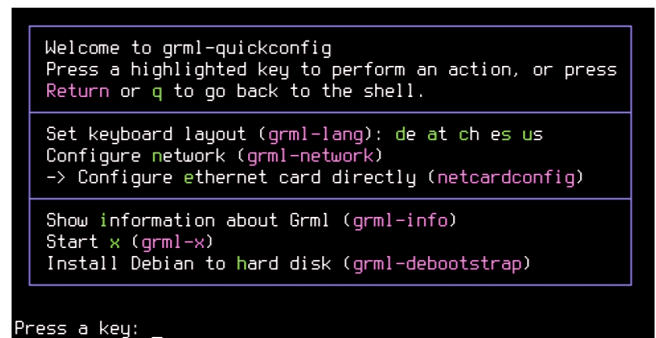 Welcome to grml-quickconfig
Press a highlighted key to perform an action, or press
Return or q to go back to the shell.
Set keyboard layout (grml-lang): de at ch es us
Configure network (grml-network)
-> Configure ethernet card directly (netcardconfig)
Show information about Grml (grml-info)
Start x (grml-x)
Install Debian to hard disk (grml-debootstrap)
Press a key: _